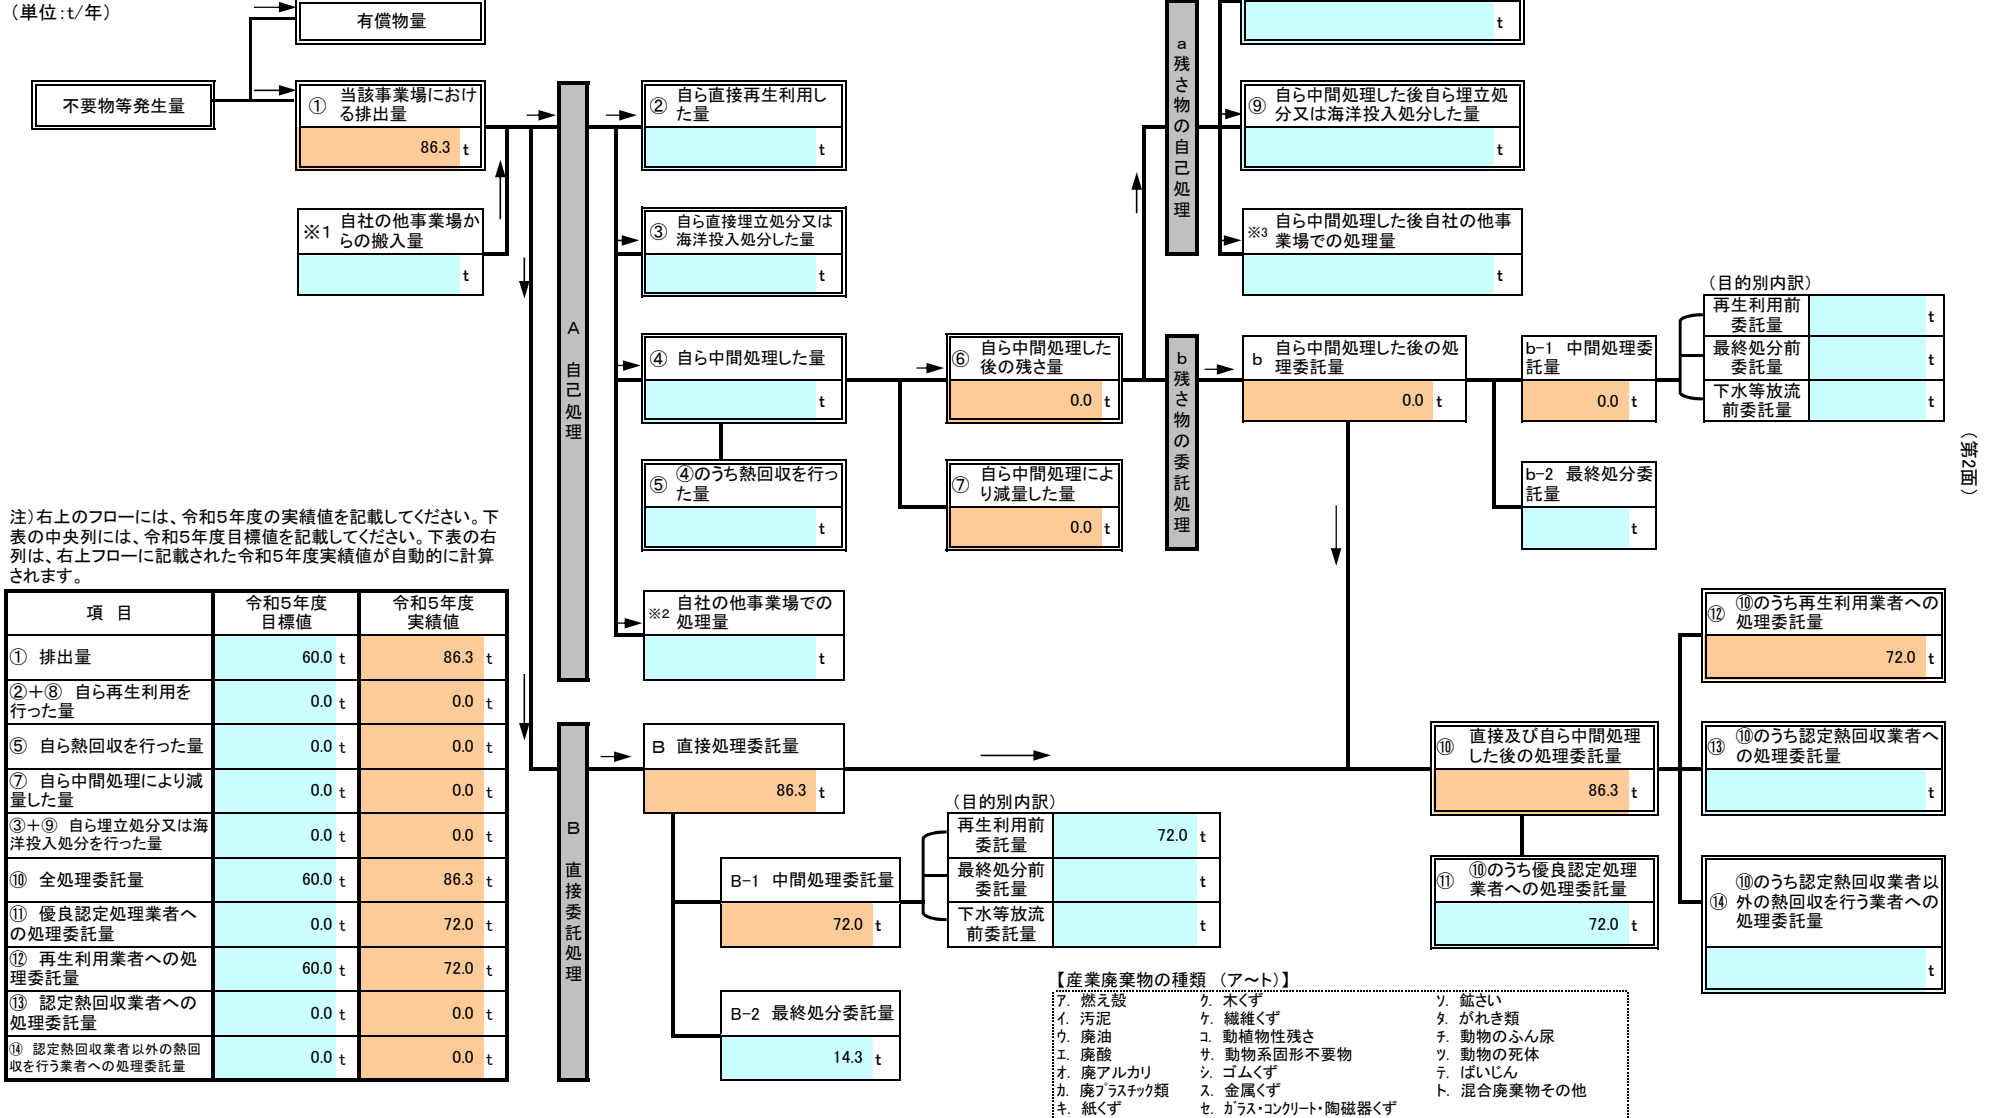 （単位:t/年）
有償物量
不要物等発生量
① 当該事業場におけ
る排出量
86.3 t
※1 自社の他事業場か
らの搬入量
t
A 自己処理
② 自ら直接再生利用し
た量
t
③ 自ら直接埋立処分又は
海洋投入処分した量
t
④ 自ら中間処理した量
t
⑤ ④のうち熱回収を行っ
た量
t
※2 自社の他事業場での
処理量
t
⑥ 自ら中間処理した
後の残さ量
0.0 t
⑦ 自ら中間処理によ
り減量した量
0.0 t
a残さ物の自己処理
t
⑨ 自ら中間処理した後自ら埋立処
分又は海洋投入処分した量
t
※3 自ら中間処理した後自社の他事
業場での処理量
t
b残さ物の委託処理
b 自ら中間処理した後の処
理委託量
0.0 t
b-1 中間処理委
託量
0.0 t
b-2 最終処分委
託量
t
（目的別内訳）
再生利用前
委託量
t
最終処分前
委託量
t
下水等放流
前委託量
t
（第2面）
注）右上のフローには、令和5年度の実績値を記載してください。下
表の中央列には、令和5年度目標値を記載してください。下表の右
列は、右上フローに記載された令和5年度実績値が自動的に計算
されます。
項 目 令和5年度 目標値 令和5年度 実績値
① 排出量 60.0 t 86.3 t
②＋⑧ 自ら再生利用を
行った量 0.0 t 0.0 t
⑤ 自ら熱回収を行った量 0.0 t 0.0 t
⑦ 自ら中間処理により減
量した量 0.0 t 0.0 t
③＋⑨ 自ら埋立処分又は海
洋投入処分を行った量 0.0 t 0.0 t
⑩ 全処理委託量 60.0 t 86.3 t
⑪ 優良認定処理業者へ
の処理委託量 0.0 t 72.0 t
⑫ 再生利用業者への処
理委託量 60.0 t 72.0 t
⑬ 認定熱回収業者への
処理委託量 0.0 t 0.0 t
⑭ 認定熱回収業者以外の熱回
収を行う業者への処理委託量 0.0 t 0.0 t
B 直接委託処理
B 直接処理委託量
86.3 t
B-1 中間処理委託量
72.0 t
B-2 最終処分委託量
14.3 t
（目的別内訳）
再生利用前
委託量
72.0 t
最終処分前
委託量
t
下水等放流
前委託量
t
⑩ 直接及び自ら中間処理
した後の処理委託量
86.3 t
⑪ ⑩のうち優良認定処理
業者への処理委託量
72.0 t
⑫ ⑩のうち再生利用業者への
処理委託量
72.0 t
⑬ ⑩のうち認定熱回収業者へ
の処理委託量
t
⑭ ⑩のうち認定熱回収業者以
外の熱回収を行う業者への
処理委託量
t
【産業廃棄物の種類 （ア～ト）】
ア. 燃え殻 ク. 木くず ソ. 鉱さい
イ. 汚泥 ケ. 繊維くず タ. がれき類
ウ. 廃油 コ. 動植物性残さ チ. 動物のふん尿
エ. 廃酸 サ. 動物系固形不要物 ツ. 動物の死体
オ. 廃アルカリ シ. ゴムくず テ. ばいじん
カ. 廃プラスチック類 ス. 金属くず ト. 混合廃棄物その他
キ. 紙くず セ. ガラス・コンクリート・陶磁器くず